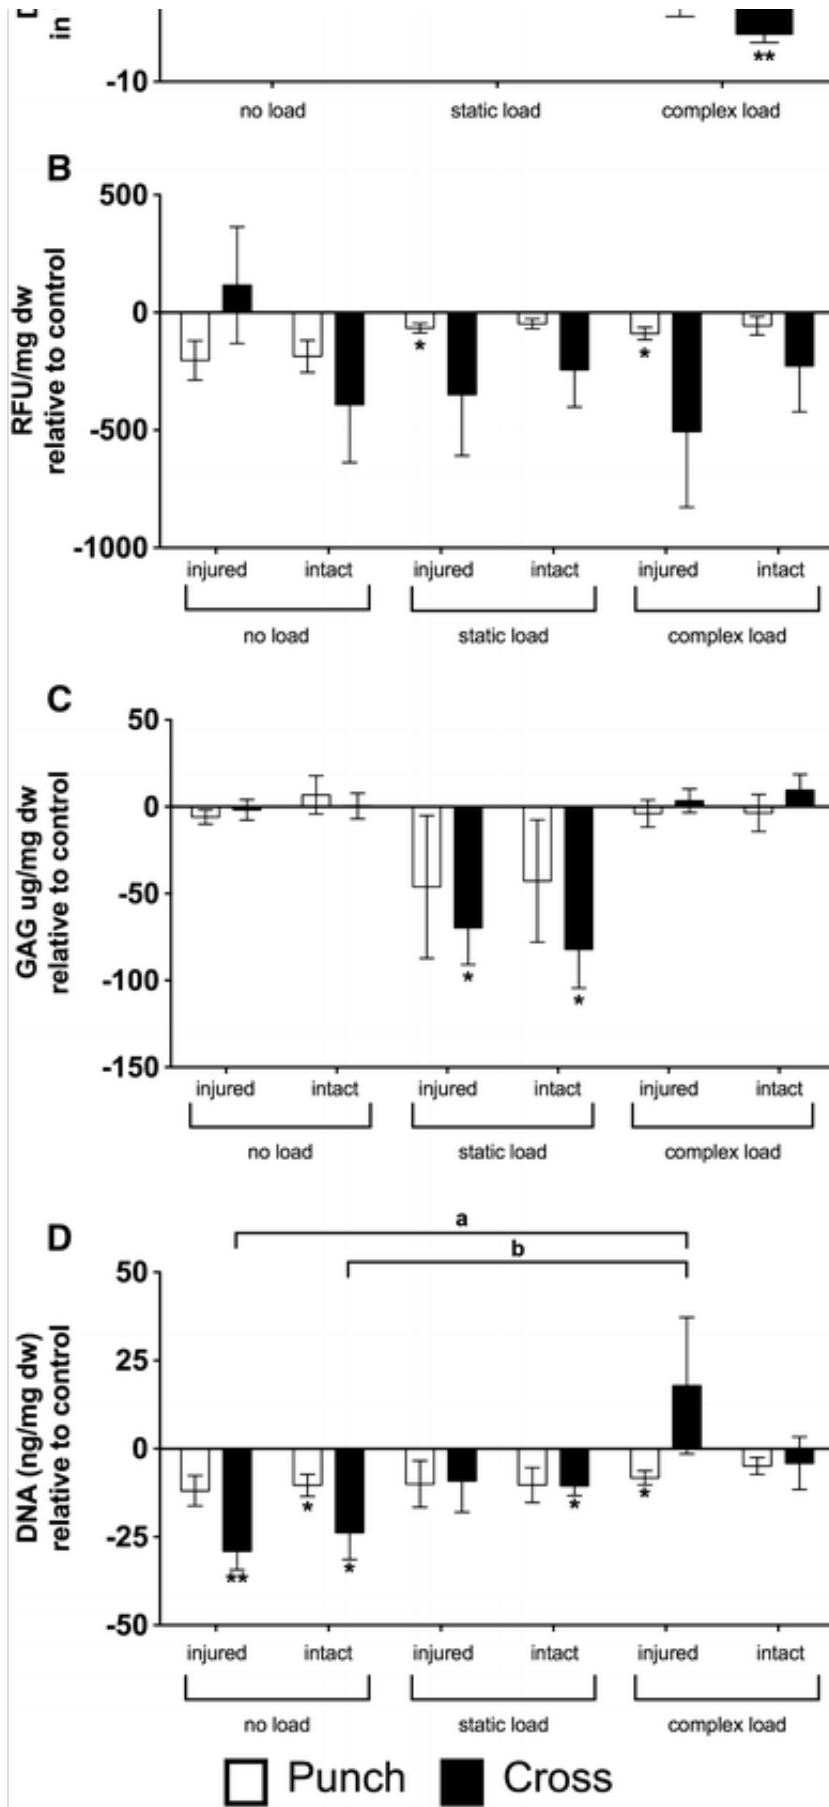 in
-10
**
no load static load complex load
B
500
0
-500
-1000
RFU/mg dw
relative to control
*
*
injured intact injured intact injured intact
no load static load complex load
C
50
0
-50
-100
-150
GAG ug/mg dw
relative to control
*
*
injured intact injured intact injured intact
no load static load complex load
D
a
b
50
25
0
-25
-50
DNA (ng/mg dw)
relative to control
**
*
*
*
*
injured intact injured intact injured intact
no load static load complex load
Punch Cross